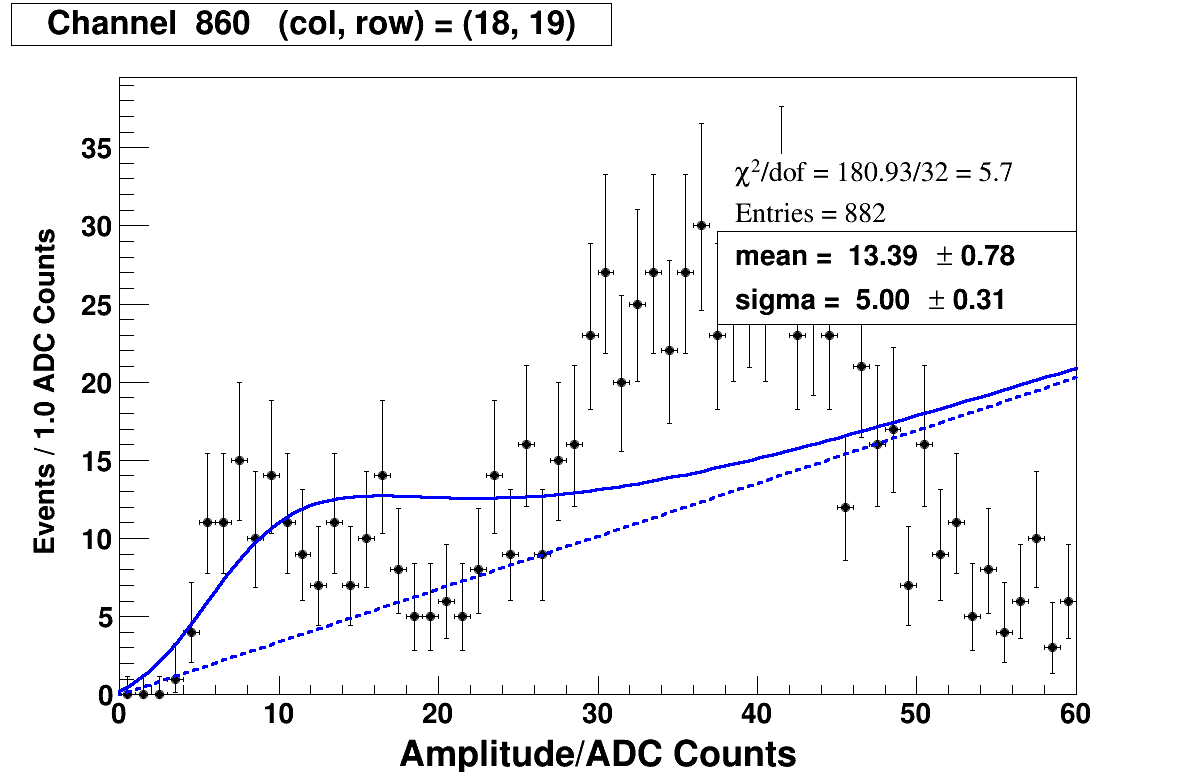 Channel 860 (col, row) = (18, 19)
χ²/dof = 180.93/32 = 5.7
Entries = 882
mean = 13.39 ± 0.78
sigma = 5.00 ± 0.31
Events / 1.0 ADC Counts
35
30
25
20
15
10
5
0
0 10 20 30 40 50 60
Amplitude/ADC Counts